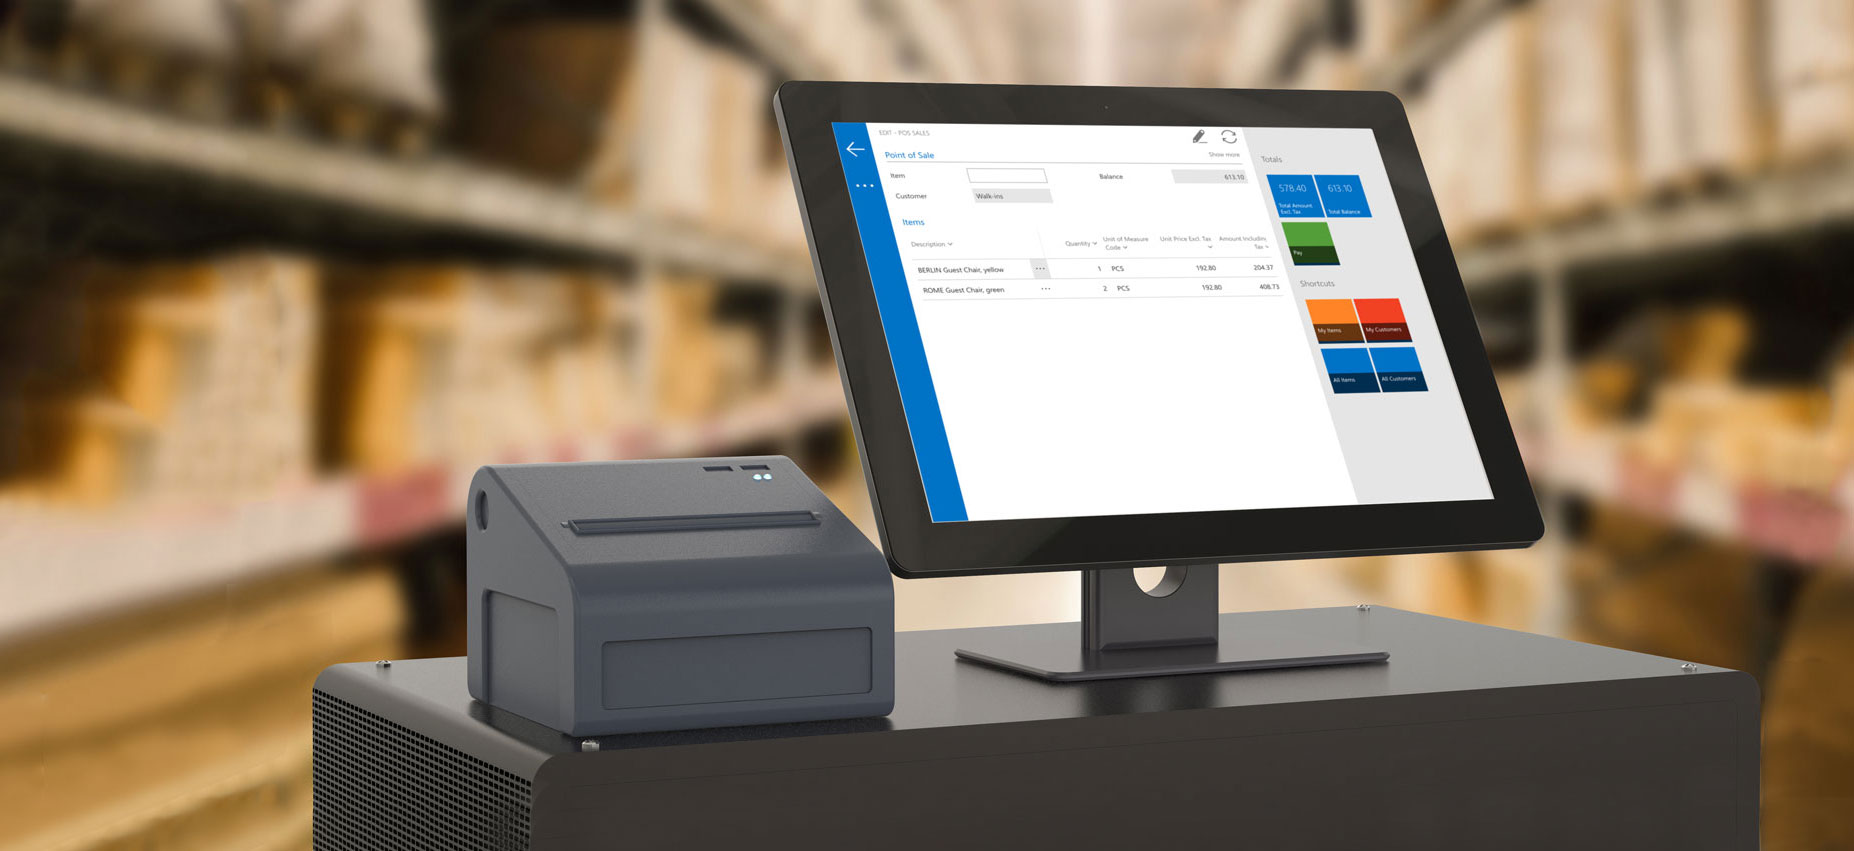 EDIT - POS SALES
Point of Sale
Show more
Item
Balance
613.10
Customer
Walk-ins
Items
Description
Quantity
Unit of Measure
Code
Unit Price Excl. Tax
Amount Including
Tax
BERLIN Guest Chair, yellow
...
1
PCS
192.80
204.37
ROME Guest Chair, green
...
2
PCS
192.80
408.73
Totals
578.40
Total Amount
Excl. Tax
613.10
Total Balance
Pay
Shortcuts
My Items
My Customers
All Items
All Customers